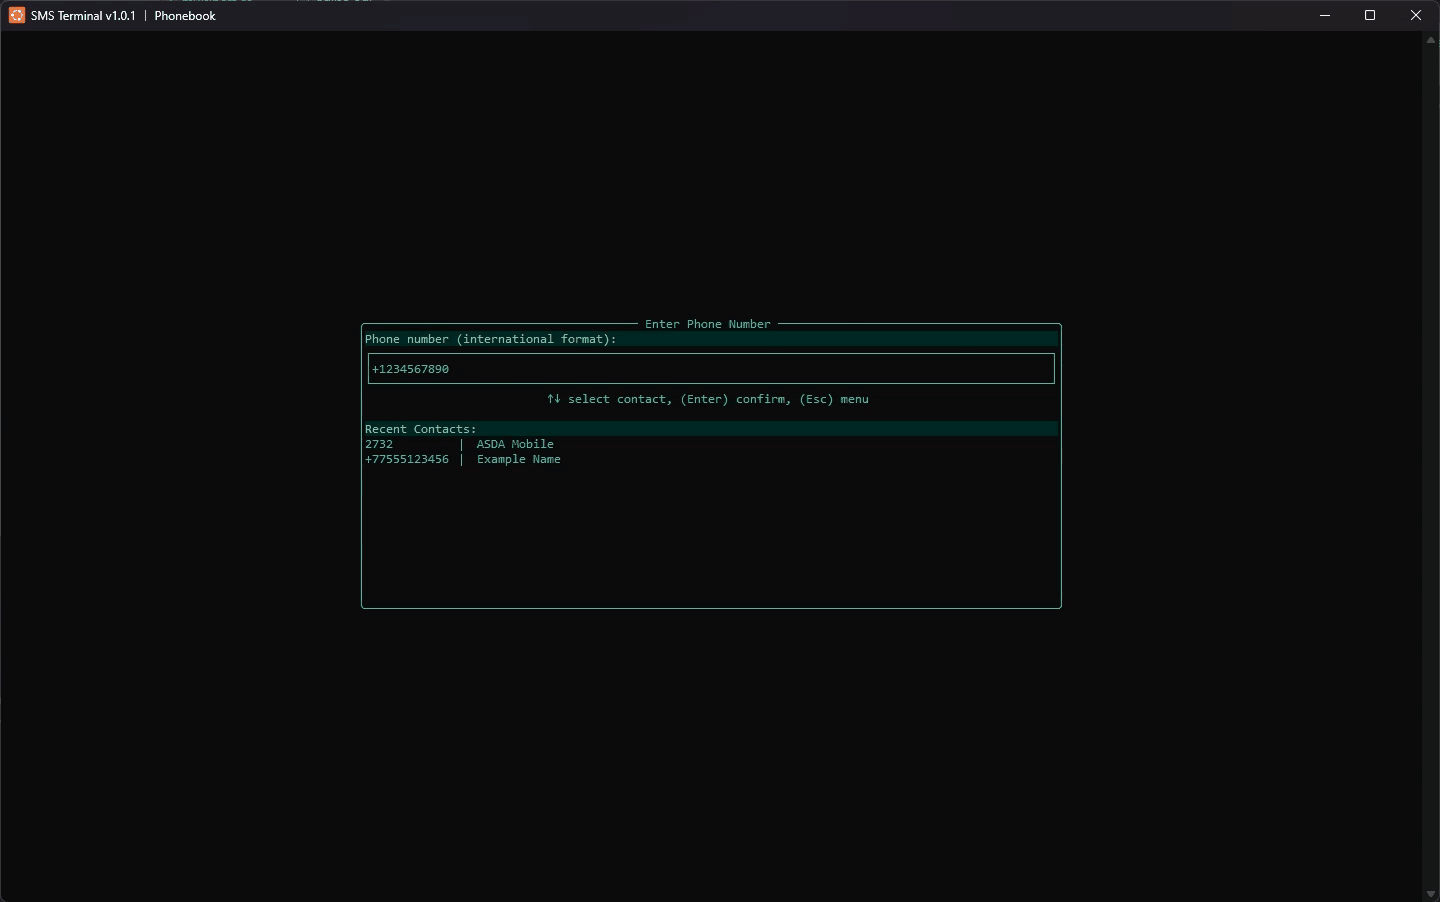 SMS Terminal v1.0.1 | Phonebook
Enter Phone Number
Phone number (international format):
+1234567890
↑↓ select contact, (Enter) confirm, (Esc) menu
Recent Contacts:
2732 | ASDA Mobile
+77555123456 | Example Name